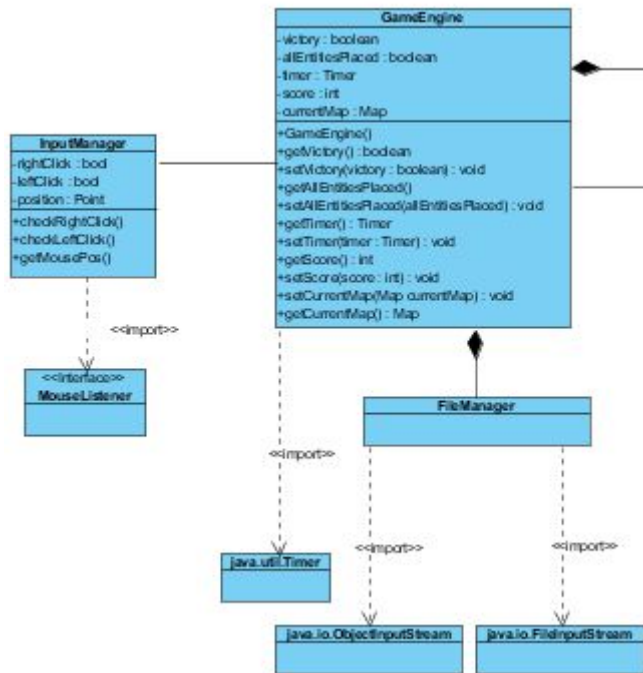 GameEngine
-victory : boolean
-allEntitiesPlaced : boolean
-timer : Timer
-score : int
-currentMap : Map
+GameEngine()
+getVictory() : boolean
+setVictory(victory : boolean) : void
+getAllEntitiesPlaced()
+setAllEntitiesPlaced(allEntitiesPlaced) : void
+getTimer() : Timer
+setTimer(timer : Timer) : void
+getScore() : int
+setScore(score : int) : void
+setCurrentMap(Map currentMap) : void
+getCurrentMap() : Map
InputManager
-rightClick : bool
-leftClick : bool
-position : Point
+checkRightClick()
+checkLeftClick()
+getMousePos()
<<import>>
<<Interface>>
MouseListener
FileManager
<<import>>
<<import>>
<<import>>
java.util.Timer
java.io.ObjectInputStream
java.io.FileInputStream